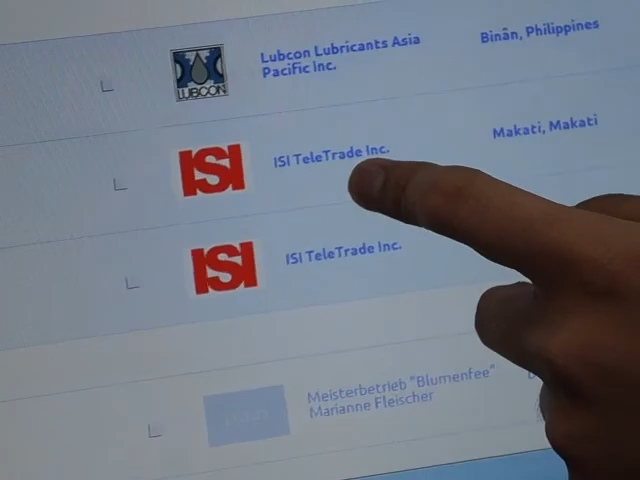 LUBCON
Lubcon Lubricants Asia
Pacific Inc.
Binãn, Philippines
ISI
ISI TeleTrade Inc.
Makati, Makati
ISI
ISI TeleTrade Inc.
Meisterbetrieb "Blumenfee"
Marianne Fleischer